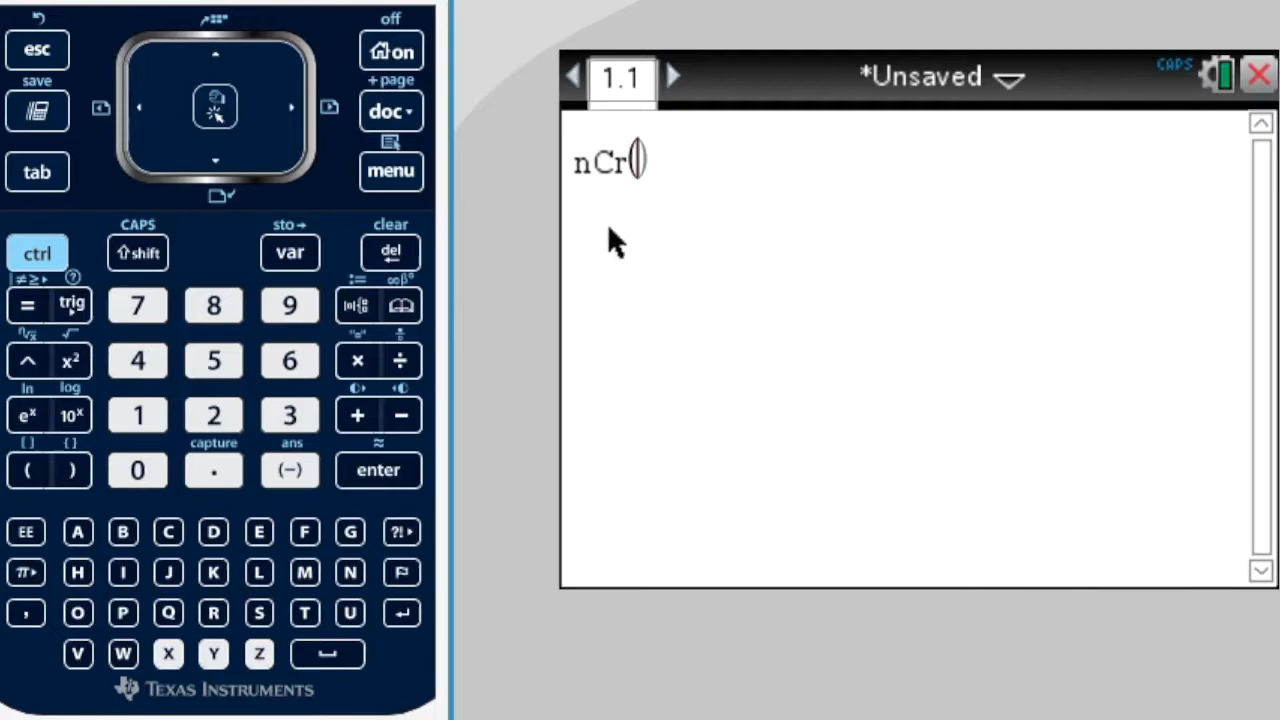 off
esc
on
save
+ page
doc
tab
menu
CAPS
sto→
clear
ctrl
⇧shift
var
del
|≠≥▸ ? := ∞β°
= trig 7 8 9
ⁿ√x √ "∞" 
^ x² 4 5 6 × ÷
ln log
eˣ 10ˣ 1 2 3 + −
[ ] { } capture ans ≈
( ) 0 . (−) enter
EE A B C D E F G ?!▸
π▸ H I J K L M N
, O P Q R S T U ↵
V W X Y Z
TEXAS INSTRUMENTS
1.1 *Unsaved CAPS
nCr()